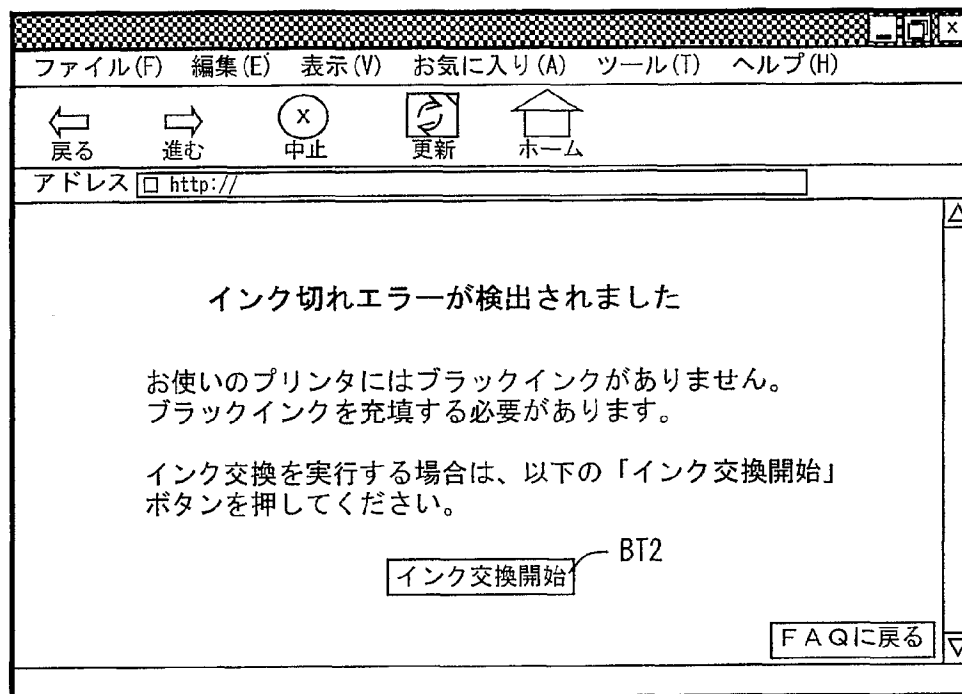 ファイル(F) 編集(E) 表示(V) お気に入り(A) ツール(T) ヘルプ(H)
戻る 進む 中止 更新 ホーム
アドレス http://
インク切れエラーが検出されました
お使いのプリンタにはブラックインクがありません。
ブラックインクを充填する必要があります。
インク交換を実行する場合は、以下の「インク交換開始」
ボタンを押してください。
インク交換開始 BT2
FAQに戻る